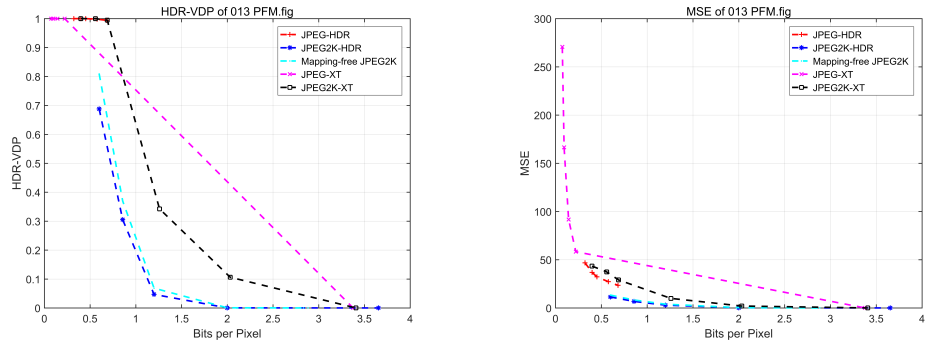 HDR-VDP of 013 PFM.fig
1
0.9
0.8
0.7
0.6
0.5
0.4
0.3
0.2
0.1
0
HDR-VDP
JPEG-HDR
JPEG2K-HDR
Mapping-free JPEG2K
JPEG-XT
JPEG2K-XT
0 0.5 1 1.5 2 2.5 3 3.5 4
Bits per Pixel
MSE of 013 PFM.fig
300
250
200
150
100
50
0
MSE
JPEG-HDR
JPEG2K-HDR
Mapping-free JPEG2K
JPEG-XT
JPEG2K-XT
0 0.5 1 1.5 2 2.5 3 3.5 4
Bits per Pixel